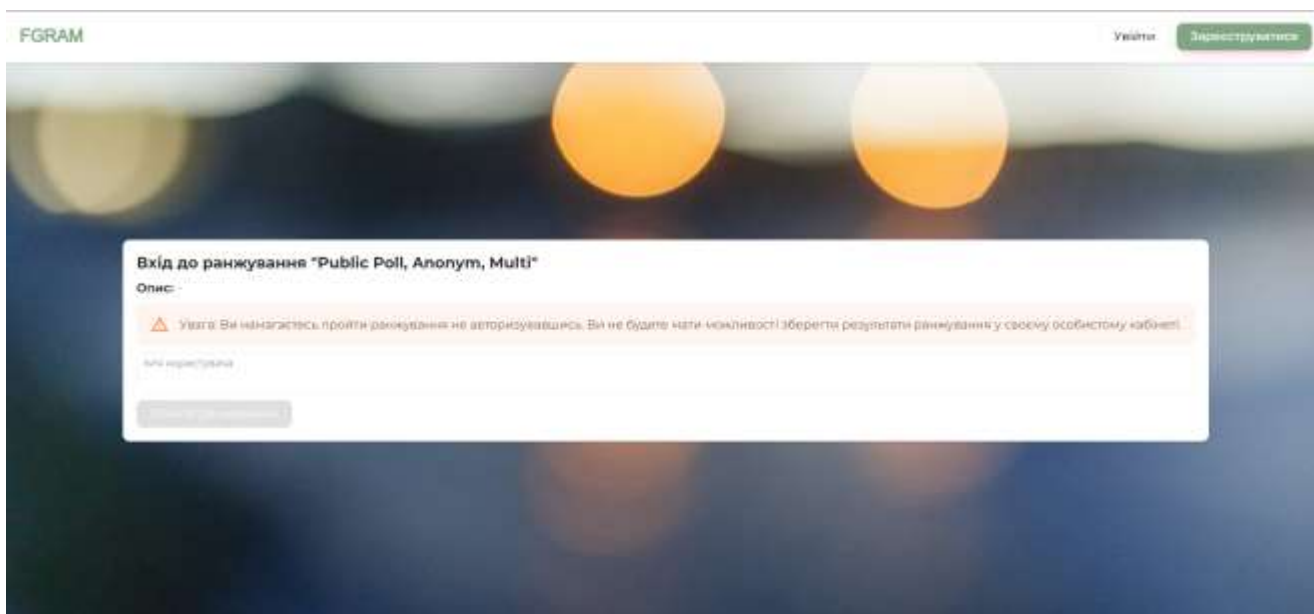 FGRAM
Увійти
Зареєструватися
Вхід до ранжування "Public Poll, Anonym, Multi"
Опис: -
Увага: Ви намагаєтесь пройти ранжування не авторизувавшись. Ви не будете мати можливості зберегти результати ранжування у своєму особистому кабінеті.
Ім'я користувача